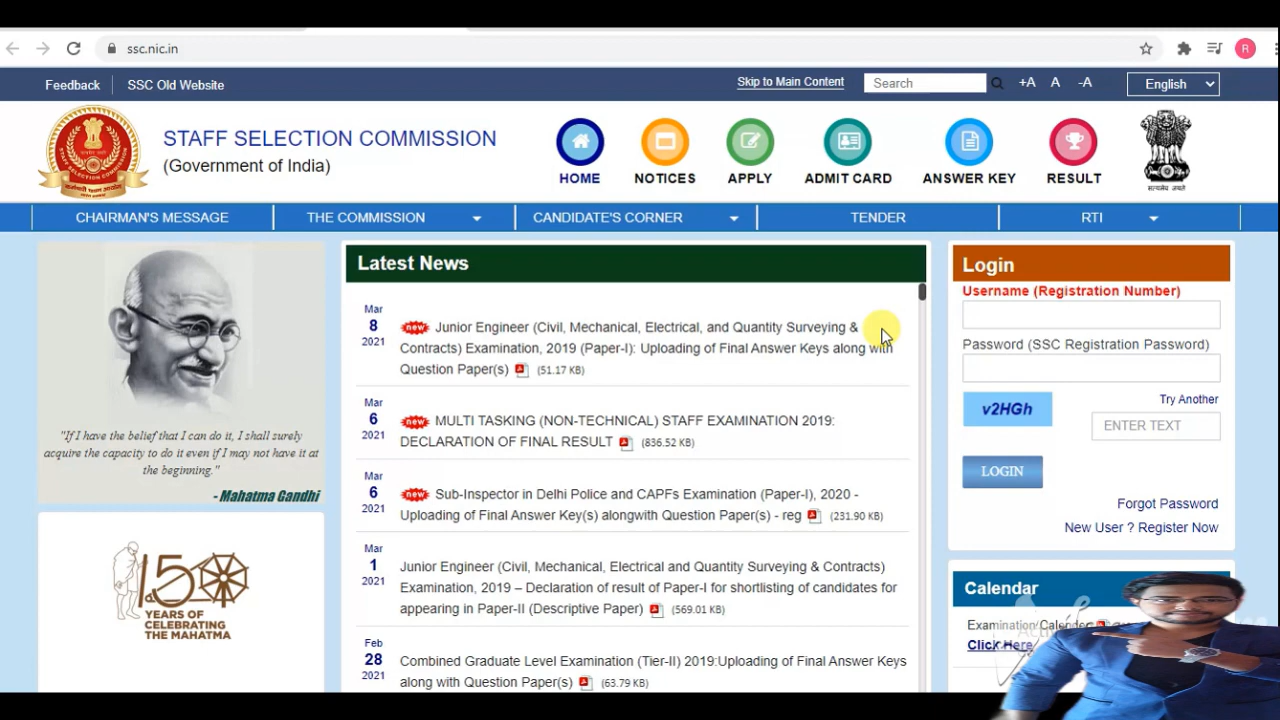 ssc.nic.in
R
Feedback
SSC Old Website
Skip to Main Content
Search
+A
A
-A
English
STAFF SELECTION COMMISSION
(Government of India)
HOME
NOTICES
APPLY
ADMIT CARD
ANSWER KEY
RESULT
सत्यमेव जयते
CHAIRMAN'S MESSAGE
THE COMMISSION
CANDIDATE'S CORNER
TENDER
RTI
"If I have the belief that I can do it, I shall surely
acquire the capacity to do it even if I may not have it at
the beginning."
- Mahatma Gandhi
150
YEARS OF
CELEBRATING
THE MAHATMA
Latest News
Mar
8
2021
new Junior Engineer (Civil, Mechanical, Electrical, and Quantity Surveying &
Contracts) Examination, 2019 (Paper-I): Uploading of Final Answer Keys along with
Question Paper(s) (51.17 KB)
Mar
6
2021
new MULTI TASKING (NON-TECHNICAL) STAFF EXAMINATION 2019:
DECLARATION OF FINAL RESULT (836.52 KB)
Mar
6
2021
new Sub-Inspector in Delhi Police and CAPFs Examination (Paper-I), 2020 -
Uploading of Final Answer Key(s) alongwith Question Paper(s) - reg (231.90 KB)
Mar
1
2021
Junior Engineer (Civil, Mechanical, Electrical and Quantity Surveying & Contracts)
Examination, 2019 – Declaration of result of Paper-I for shortlisting of candidates for
appearing in Paper-II (Descriptive Paper) (569.01 KB)
Feb
28
2021
Combined Graduate Level Examination (Tier-II) 2019:Uploading of Final Answer Keys
along with Question Paper(s) (63.79 KB)
Login
Username (Registration Number)
Password (SSC Registration Password)
v2HGh
Try Another
ENTER TEXT
LOGIN
Forgot Password
New User ? Register Now
Calendar
Examination Calendar
Click Here